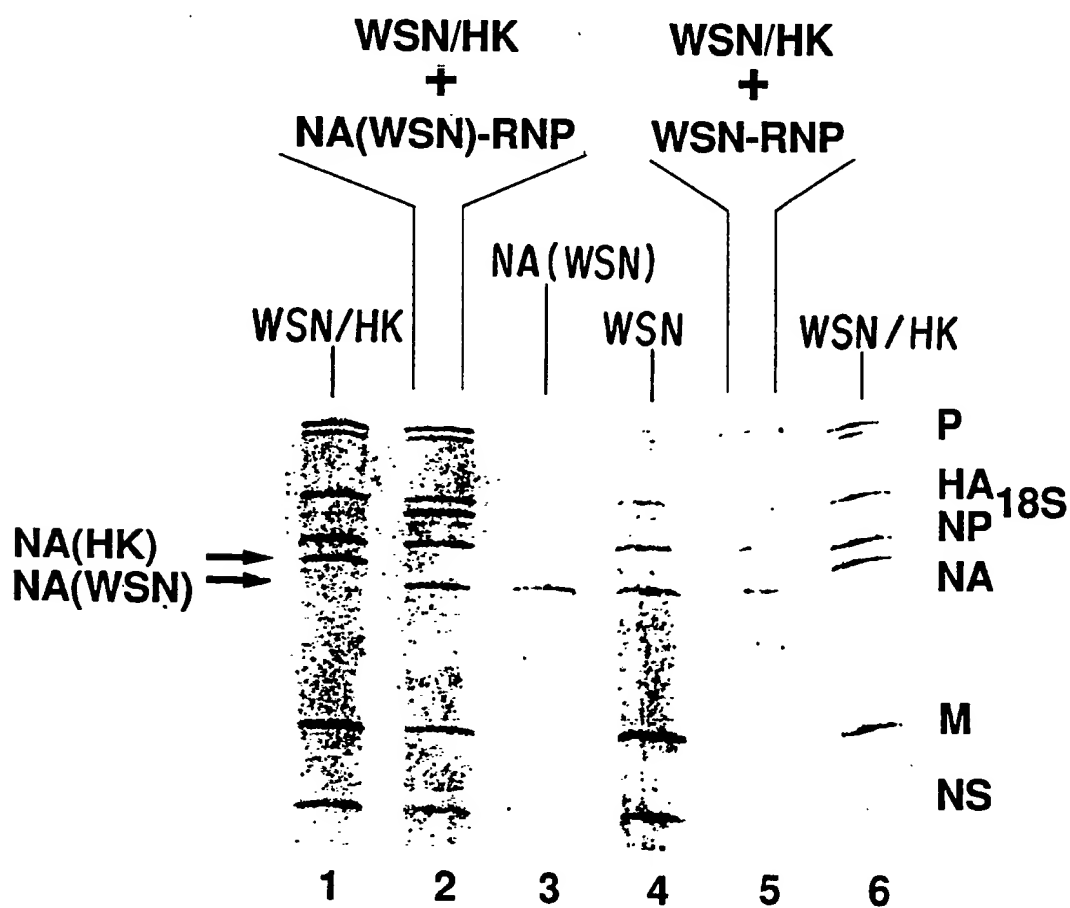 WSN/HK
+
NA(WSN)-RNP
WSN/HK
+
WSN-RNP
NA(WSN)
WSN/HK
WSN
WSN/HK
P
HA
18S
NP
NA
NA(HK)
NA(WSN)
M
NS
1 2 3 4 5 6